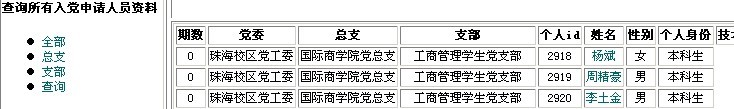 查询所有入党申请人员资料
全部
总支
支部
查询
期数 党委 总支 支部 个人id 姓名 性别 个人身份
0 珠海校区党工委 国际商学院党总支 工商管理学生党支部 2918 杨斌 女 本科生
0 珠海校区党工委 国际商学院党总支 工商管理学生党支部 2919 周精豪 男 本科生
0 珠海校区党工委 国际商学院党总支 工商管理学生党支部 2920 李土金 男 本科生